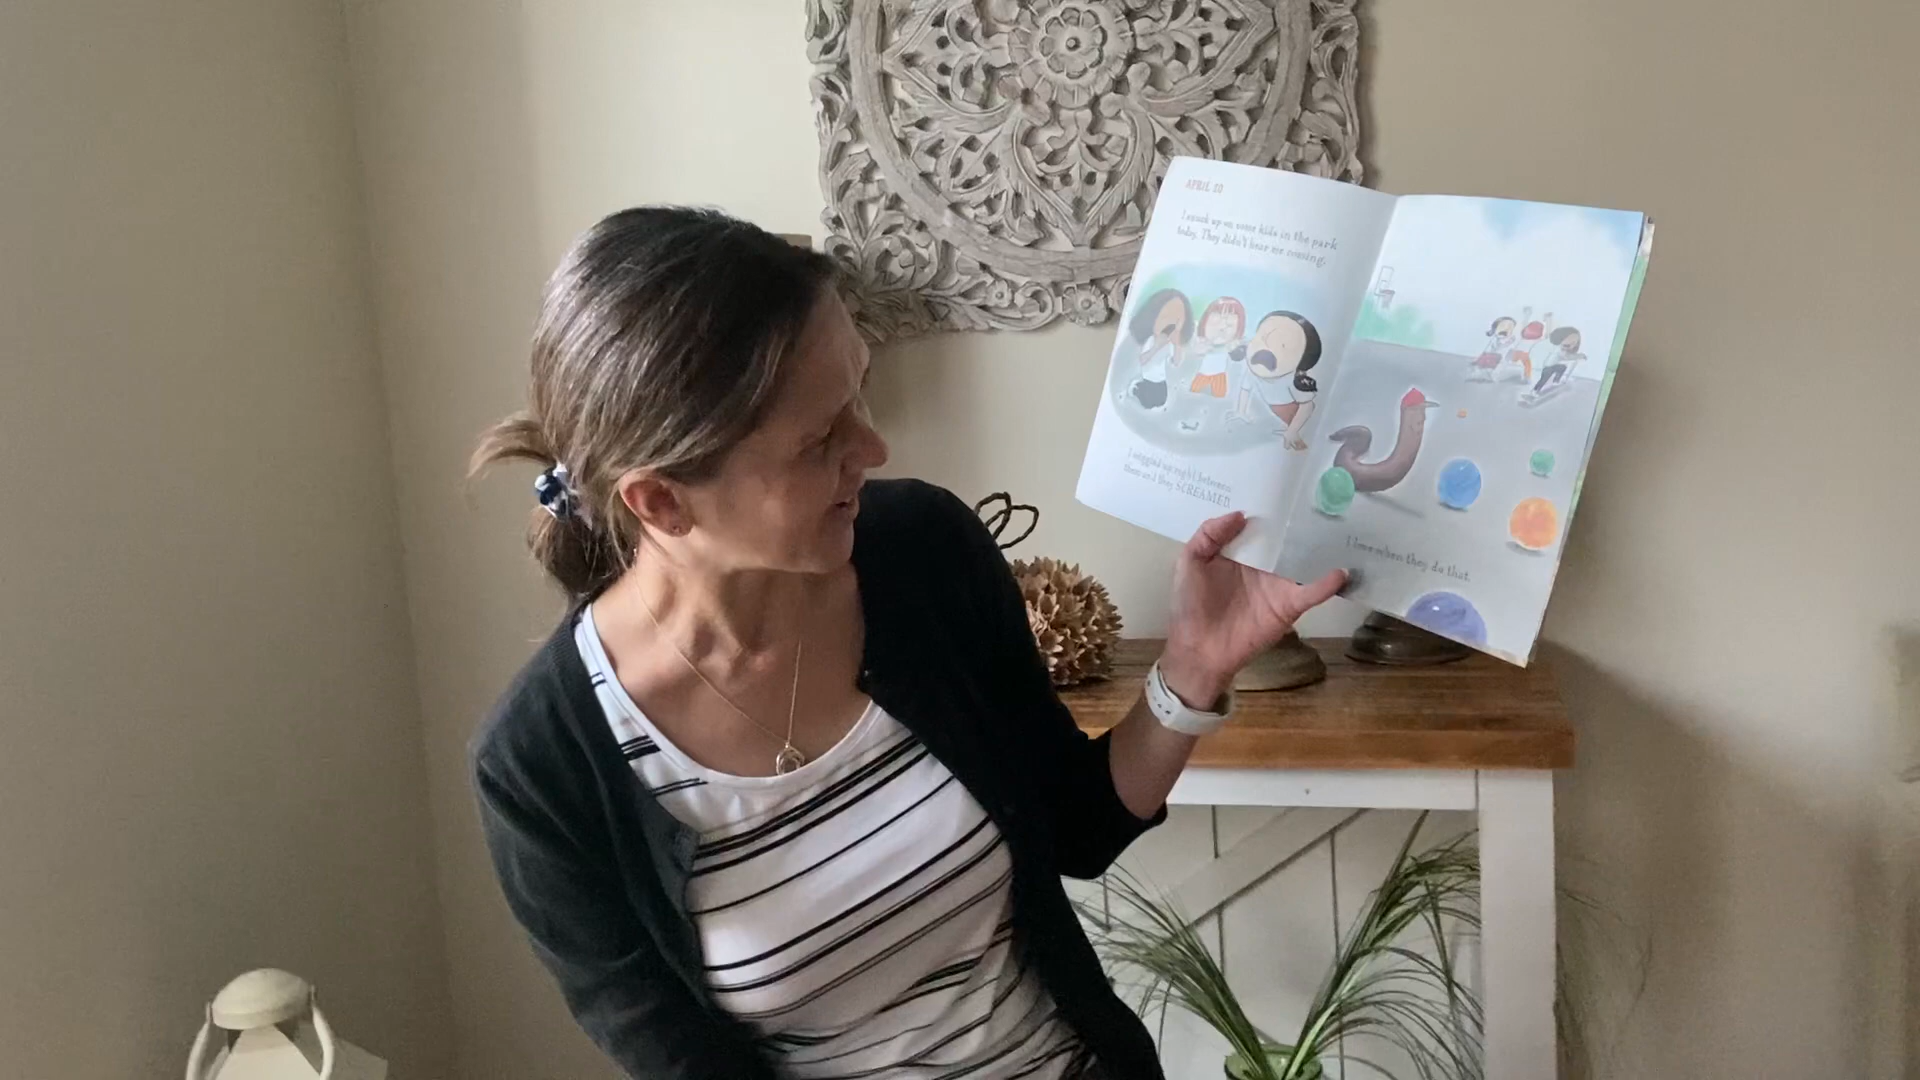 APRIL 20
I snuck up on some kids in the park
today. They didn't hear me coming.
I wiggled up right between
them and they SCREAMED.
I love when they do that.